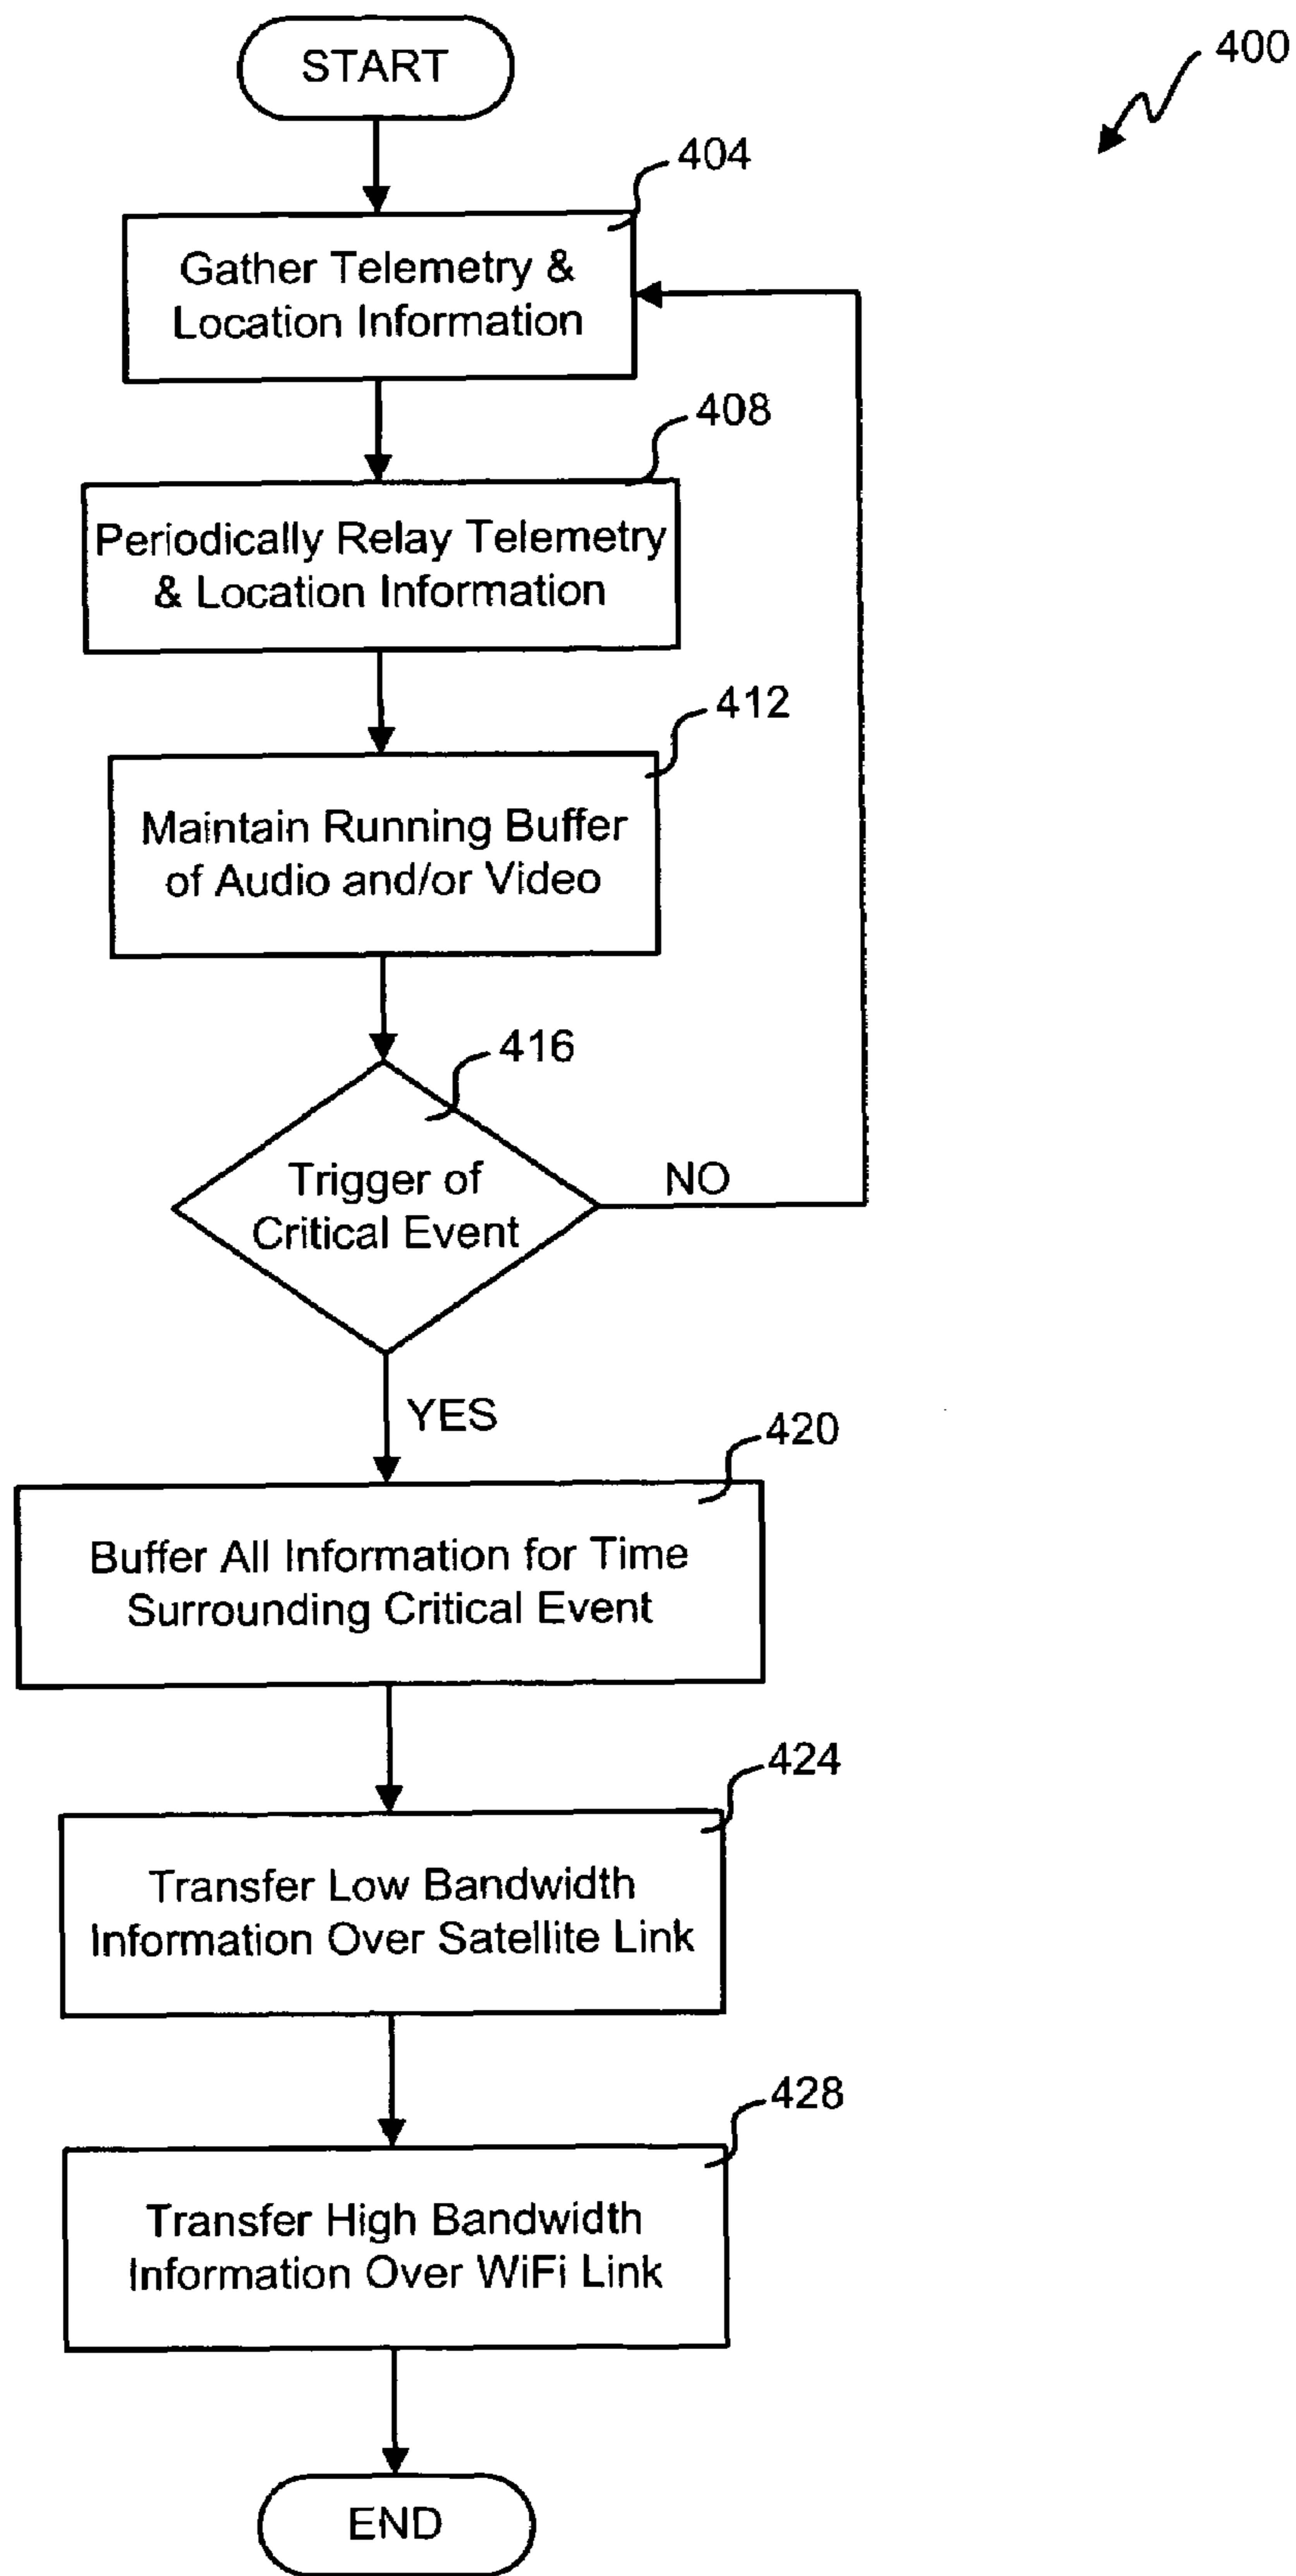 400
START
404
Gather Telemetry &
Location Information
408
Periodically Relay Telemetry
& Location Information
412
Maintain Running Buffer
of Audio and/or Video
416
Trigger of
Critical Event
NO
YES
420
Buffer All Information for Time
Surrounding Critical Event
424
Transfer Low Bandwidth
Information Over Satellite Link
428
Transfer High Bandwidth
Information Over WiFi Link
END